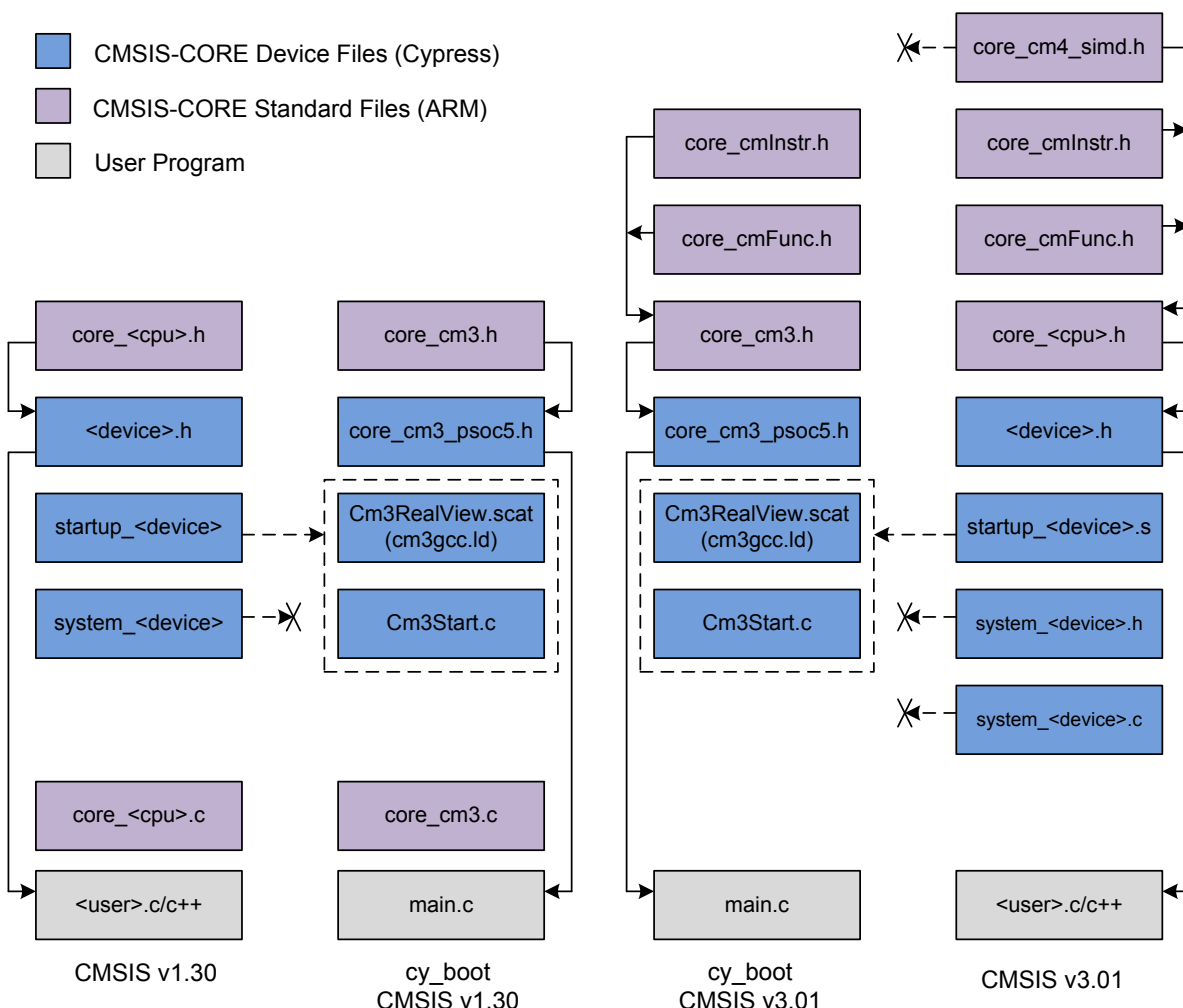 CMSIS-CORE Device Files (Cypress)
CMSIS-CORE Standard Files (ARM)
User Program
core_<cpu>.h
<device>.h
startup_<device>
system_<device>
core_<cpu>.c
<user>.c/c++
CMSIS v1.30
core_cm3.h
core_cm3_psoc5.h
Cm3RealView.scat
(cm3gcc.ld)
Cm3Start.c
core_cm3.c
main.c
cy_boot
CMSIS v1.30
core_cmInstr.h
core_cmFunc.h
core_cm3.h
core_cm3_psoc5.h
Cm3RealView.scat
(cm3gcc.ld)
Cm3Start.c
main.c
cy_boot
CMSIS v3.01
core_cm4_simd.h
core_cmInstr.h
core_cmFunc.h
core_<cpu>.h
<device>.h
startup_<device>.s
system_<device>.h
system_<device>.c
<user>.c/c++
CMSIS v3.01